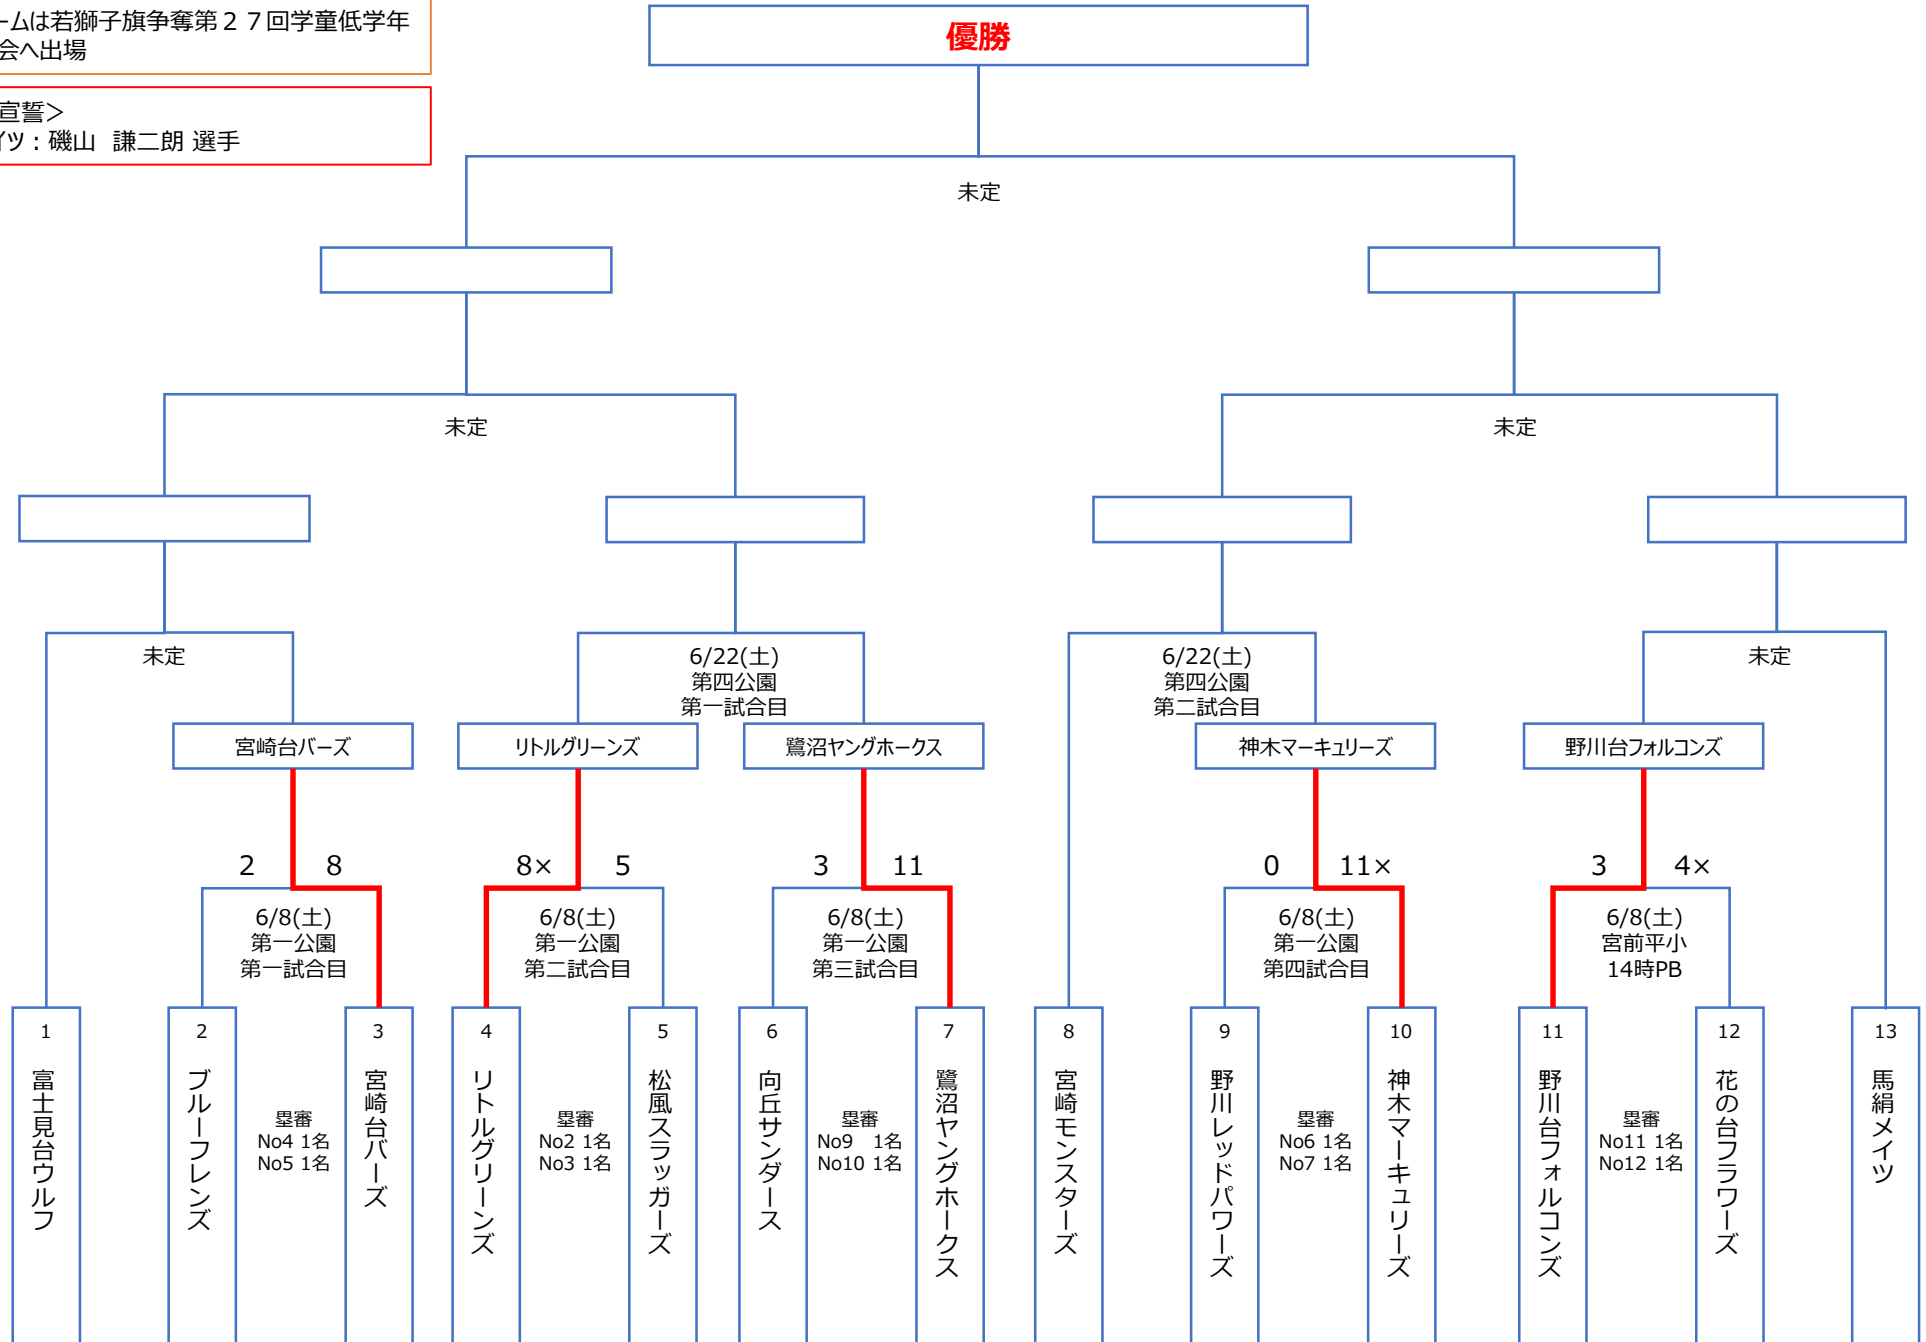 ームは若獅子旗争奪第２７回学童低学年
会へ出場
宣誓＞
イツ：磯山 謙二朗 選手
優勝
未定
未定
未定
未定
6/22(土)
第四公園
第一試合目
6/22(土)
第四公園
第二試合目
未定
宮崎台バーズ
リトルグリーンズ
鷺沼ヤングホークス
神木マーキュリーズ
野川台フォルコンズ
2 8
8× 5
3 11
0 11×
3 4×
6/8(土)
第一公園
第一試合目
6/8(土)
第一公園
第二試合目
6/8(土)
第一公園
第三試合目
6/8(土)
第一公園
第四試合目
6/8(土)
宮前平小
14時PB
1
富士見台ウルフ
2
ブルーフレンズ
塁審
No4 1名
No5 1名
3
宮崎台バーズ
4
リトルグリーンズ
塁審
No2 1名
No3 1名
5
松風スラッガーズ
6
向丘サンダース
塁審
No9 1名
No10 1名
7
鷺沼ヤングホークス
8
宮崎モンスターズ
9
野川レッドパワーズ
塁審
No6 1名
No7 1名
10
神木マーキュリーズ
11
野川台フォルコンズ
塁審
No11 1名
No12 1名
12
花の台フラワーズ
13
馬絹メイツ